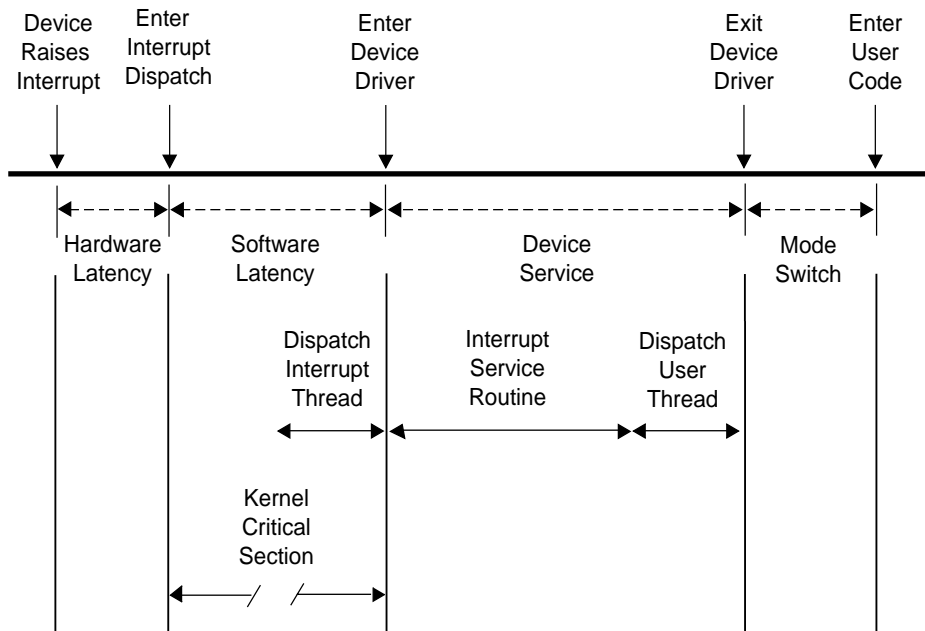 Device
Raises
Interrupt
Enter
Interrupt
Dispatch
Enter
Device
Driver
Exit
Device
Driver
Enter
User
Code
Hardware
Latency
Software
Latency
Device
Service
Mode
Switch
Dispatch
Interrupt
Thread
Interrupt
Service
Routine
Dispatch
User
Thread
Kernel
Critical
Section